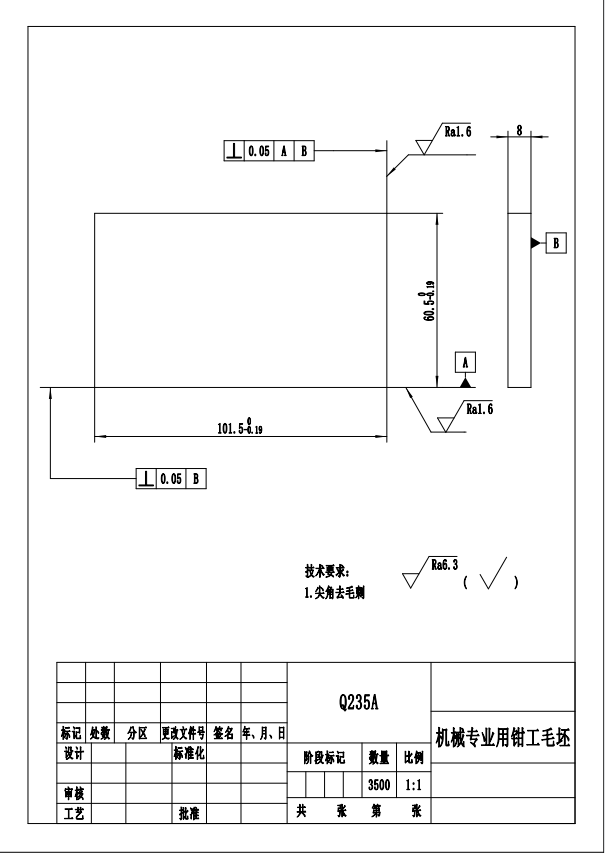 Ra1.6
8
⊥ 0.05 A B
B
60.5 0 -0.19
A
Ra1.6
101.5 0 -0.19
⊥ 0.05 B
技术要求:
1.尖角去毛刺
Ra6.3 ( )
Q235A
标记 处数 分区 更改文件号 签名 年、月、日
机械专业用钳工毛坯
设计 标准化
阶段标记 数量 比例
3500 1:1
审核
工艺 批准
共 张 第 张